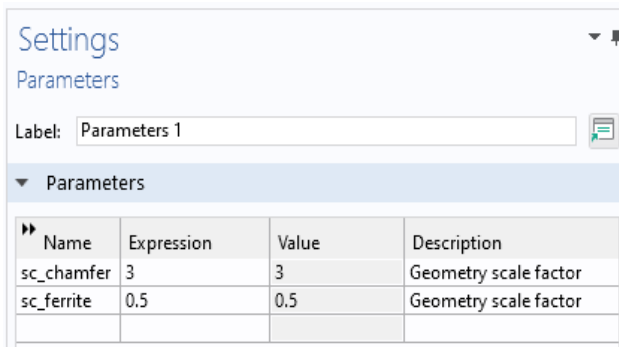 Settings
Parameters
Label: Parameters 1
Parameters
Name Expression Value Description
sc_chamfer 3 3 Geometry scale factor
sc_ferrite 0.5 0.5 Geometry scale factor